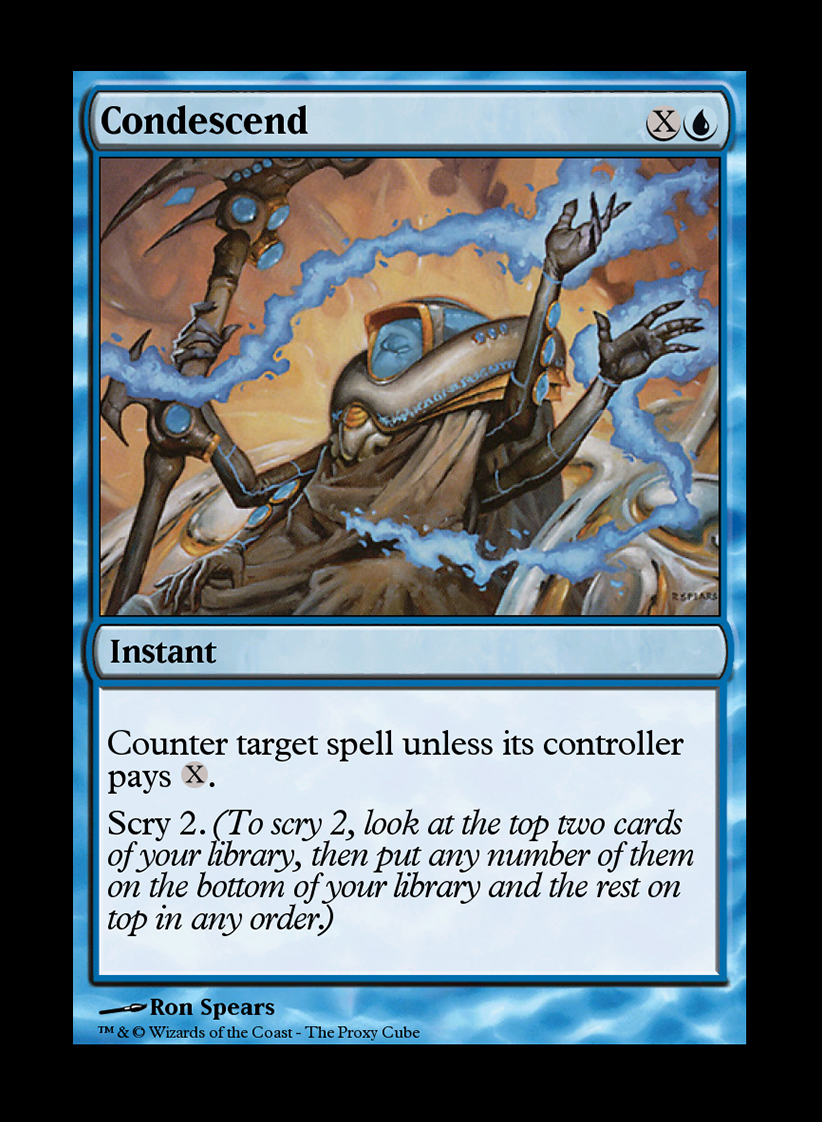 Condescend X
R.SPEARS
Instant
Counter target spell unless its controller
pays X.
Scry 2. (To scry 2, look at the top two cards
of your library, then put any number of them
on the bottom of your library and the rest on
top in any order.)
Ron Spears
™ & © Wizards of the Coast - The Proxy Cube